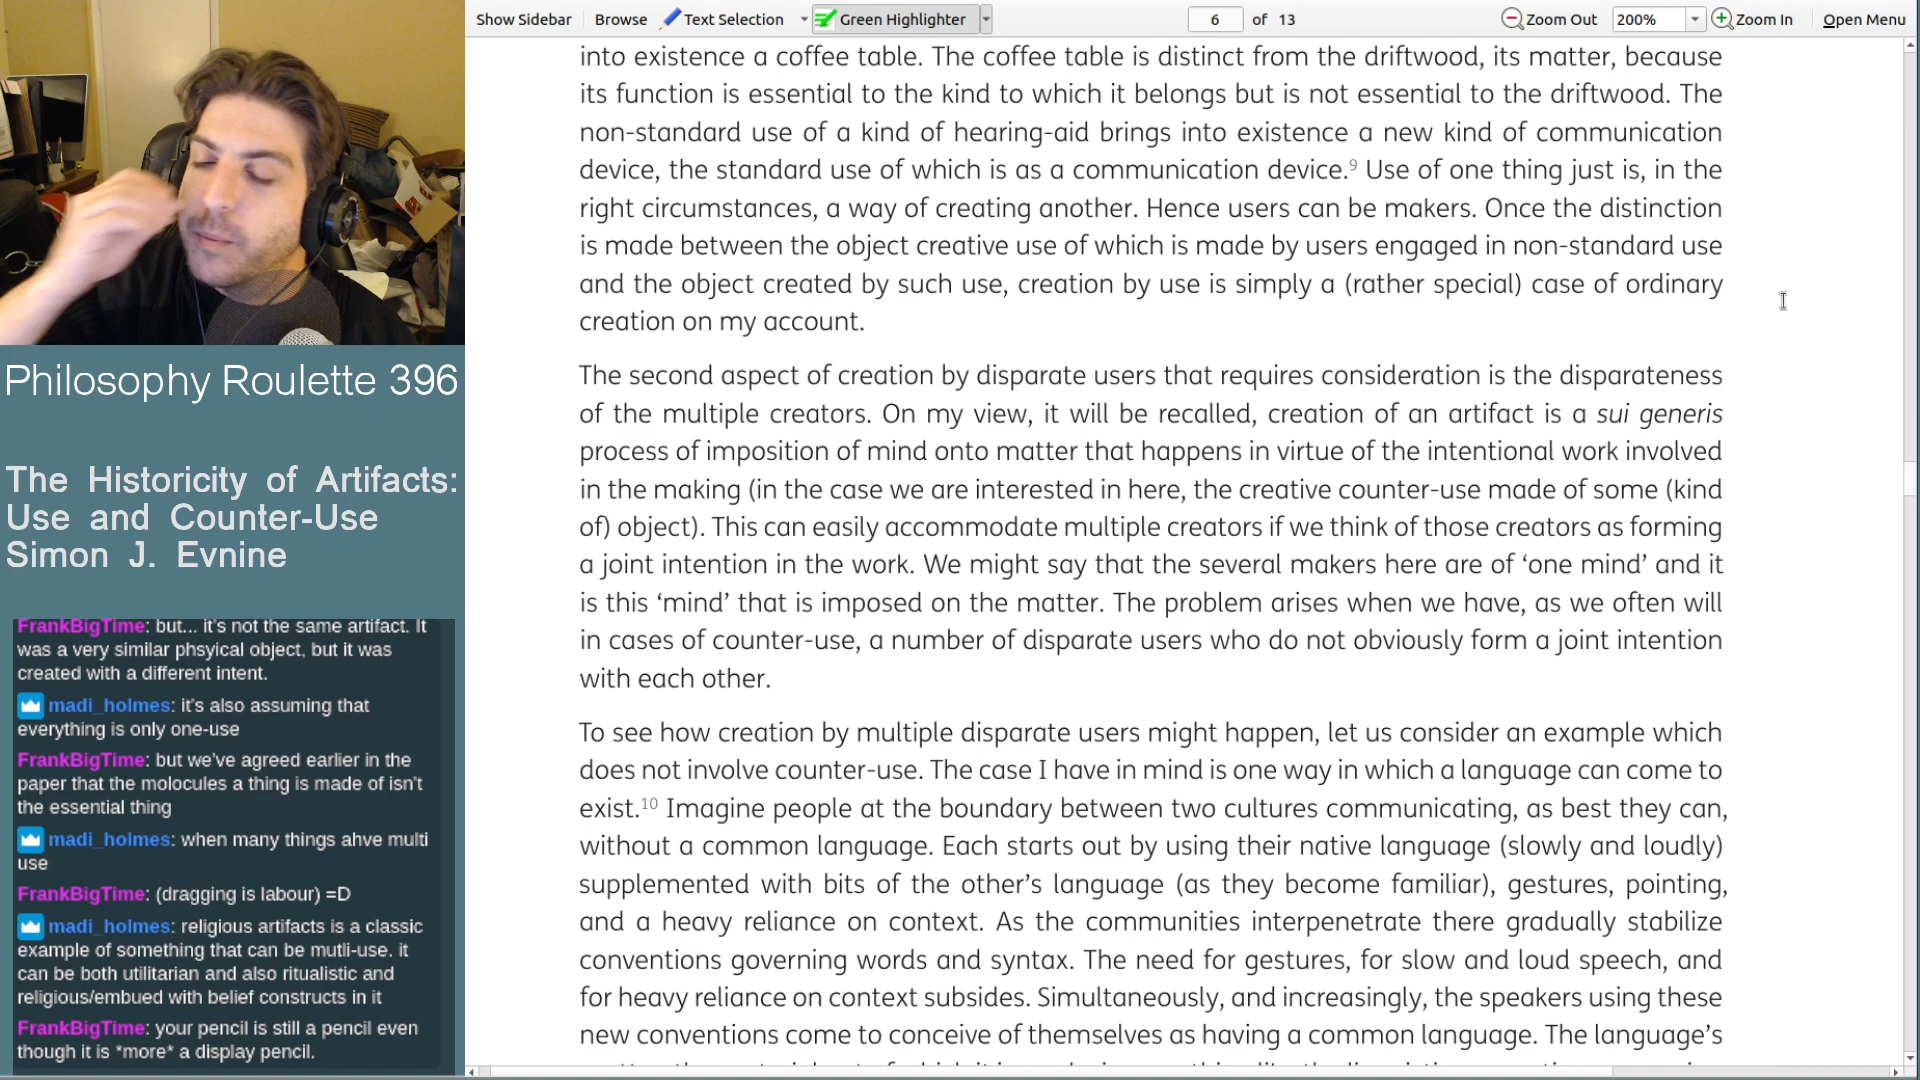 Show Sidebar Browse Text Selection Green Highlighter 6 of 13 Zoom Out 200% Zoom In Open Menu
into existence a coffee table. The coffee table is distinct from the driftwood, its matter, because
its function is essential to the kind to which it belongs but is not essential to the driftwood. The
non-standard use of a kind of hearing-aid brings into existence a new kind of communication
device, the standard use of which is as a communication device.9 Use of one thing just is, in the
right circumstances, a way of creating another. Hence users can be makers. Once the distinction
is made between the object creative use of which is made by users engaged in non-standard use
and the object created by such use, creation by use is simply a (rather special) case of ordinary
creation on my account.
The second aspect of creation by disparate users that requires consideration is the disparateness
of the multiple creators. On my view, it will be recalled, creation of an artifact is a sui generis
process of imposition of mind onto matter that happens in virtue of the intentional work involved
in the making (in the case we are interested in here, the creative counter-use made of some (kind
of) object). This can easily accommodate multiple creators if we think of those creators as forming
a joint intention in the work. We might say that the several makers here are of ‘one mind’ and it
is this ‘mind’ that is imposed on the matter. The problem arises when we have, as we often will
in cases of counter-use, a number of disparate users who do not obviously form a joint intention
with each other.
To see how creation by multiple disparate users might happen, let us consider an example which
does not involve counter-use. The case I have in mind is one way in which a language can come to
exist.10 Imagine people at the boundary between two cultures communicating, as best they can,
without a common language. Each starts out by using their native language (slowly and loudly)
supplemented with bits of the other’s language (as they become familiar), gestures, pointing,
and a heavy reliance on context. As the communities interpenetrate there gradually stabilize
conventions governing words and syntax. The need for gestures, for slow and loud speech, and
for heavy reliance on context subsides. Simultaneously, and increasingly, the speakers using these
new conventions come to conceive of themselves as having a common language. The language’s
Philosophy Roulette 396
The Historicity of Artifacts:
Use and Counter-Use
Simon J. Evnine
FrankBigTime: but... it's not the same artifact. It
was a very similar phsyical object, but it was
created with a different intent.
madi_holmes: it's also assuming that
everything is only one-use
FrankBigTime: but we've agreed earlier in the
paper that the molocules a thing is made of isn't
the essential thing
madi_holmes: when many things ahve multi
use
FrankBigTime: (dragging is labour) =D
madi_holmes: religious artifacts is a classic
example of something that can be mutli-use. it
can be both utilitarian and also ritualistic and
religious/embued with belief constructs in it
FrankBigTime: your pencil is still a pencil even
though it is *more* a display pencil.